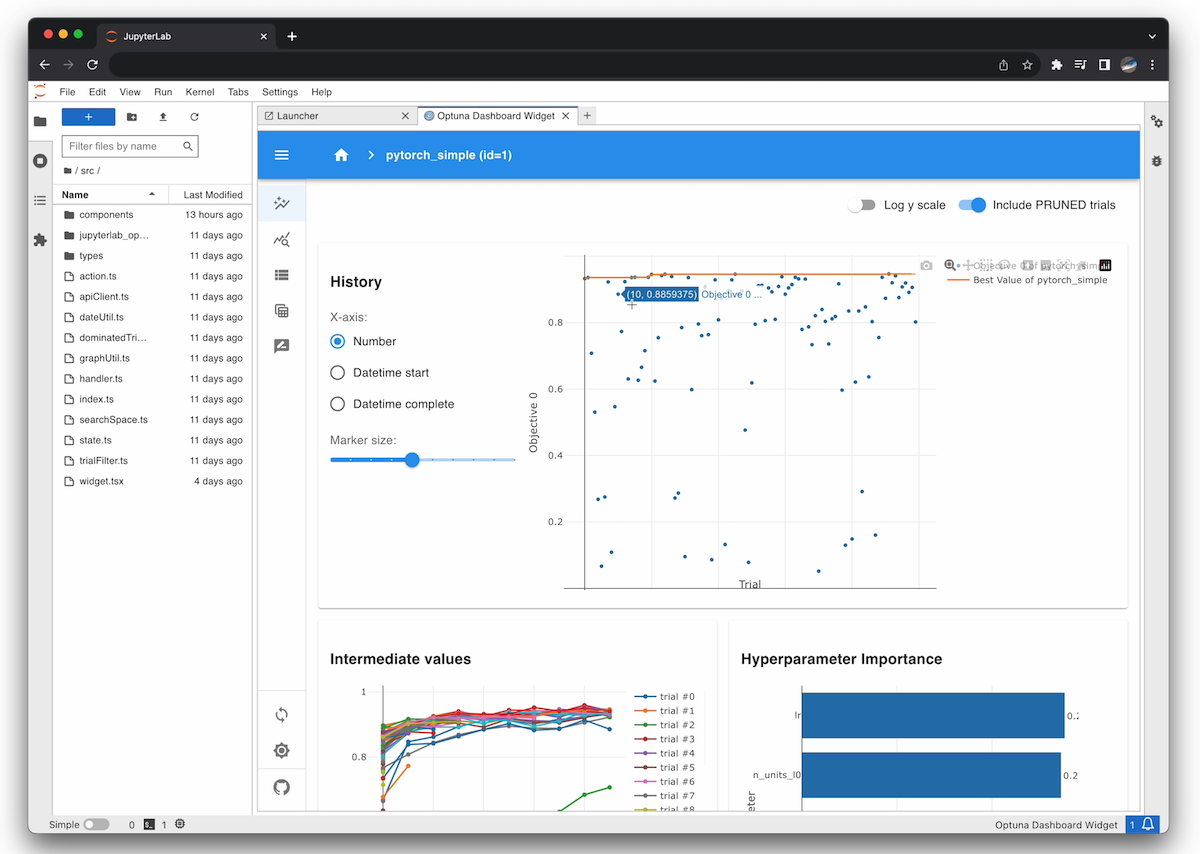 JupyterLab
File Edit View Run Kernel Tabs Settings Help
Launcher
Optuna Dashboard Widget
Filter files by name
/ src /
Name Last Modified
components 13 hours ago
jupyterlab_op... 11 days ago
types 11 days ago
action.ts 11 days ago
apiClient.ts 11 days ago
dateUtil.ts 11 days ago
dominatedTri... 11 days ago
graphUtil.ts 11 days ago
handler.ts 11 days ago
index.ts 11 days ago
searchSpace.ts 11 days ago
state.ts 11 days ago
trialFilter.ts 11 days ago
widget.tsx 4 days ago
pytorch_simple (id=1)
Log y scale
Include PRUNED trials
History
X-axis:
Number
Datetime start
Datetime complete
Marker size:
Objective 0
0.8
0.6
0.4
0.2
Trial
(10, 0.8859375) Objective 0 ...
Objective 0 of pytorch_sim
Best Value of pytorch_simple
Intermediate values
1
0.8
trial #0
trial #1
trial #2
trial #3
trial #4
trial #5
trial #6
trial #7
trial #8
Hyperparameter Importance
lr
n_units_l0
0.2
eter
Simple 0 1
Optuna Dashboard Widget 1